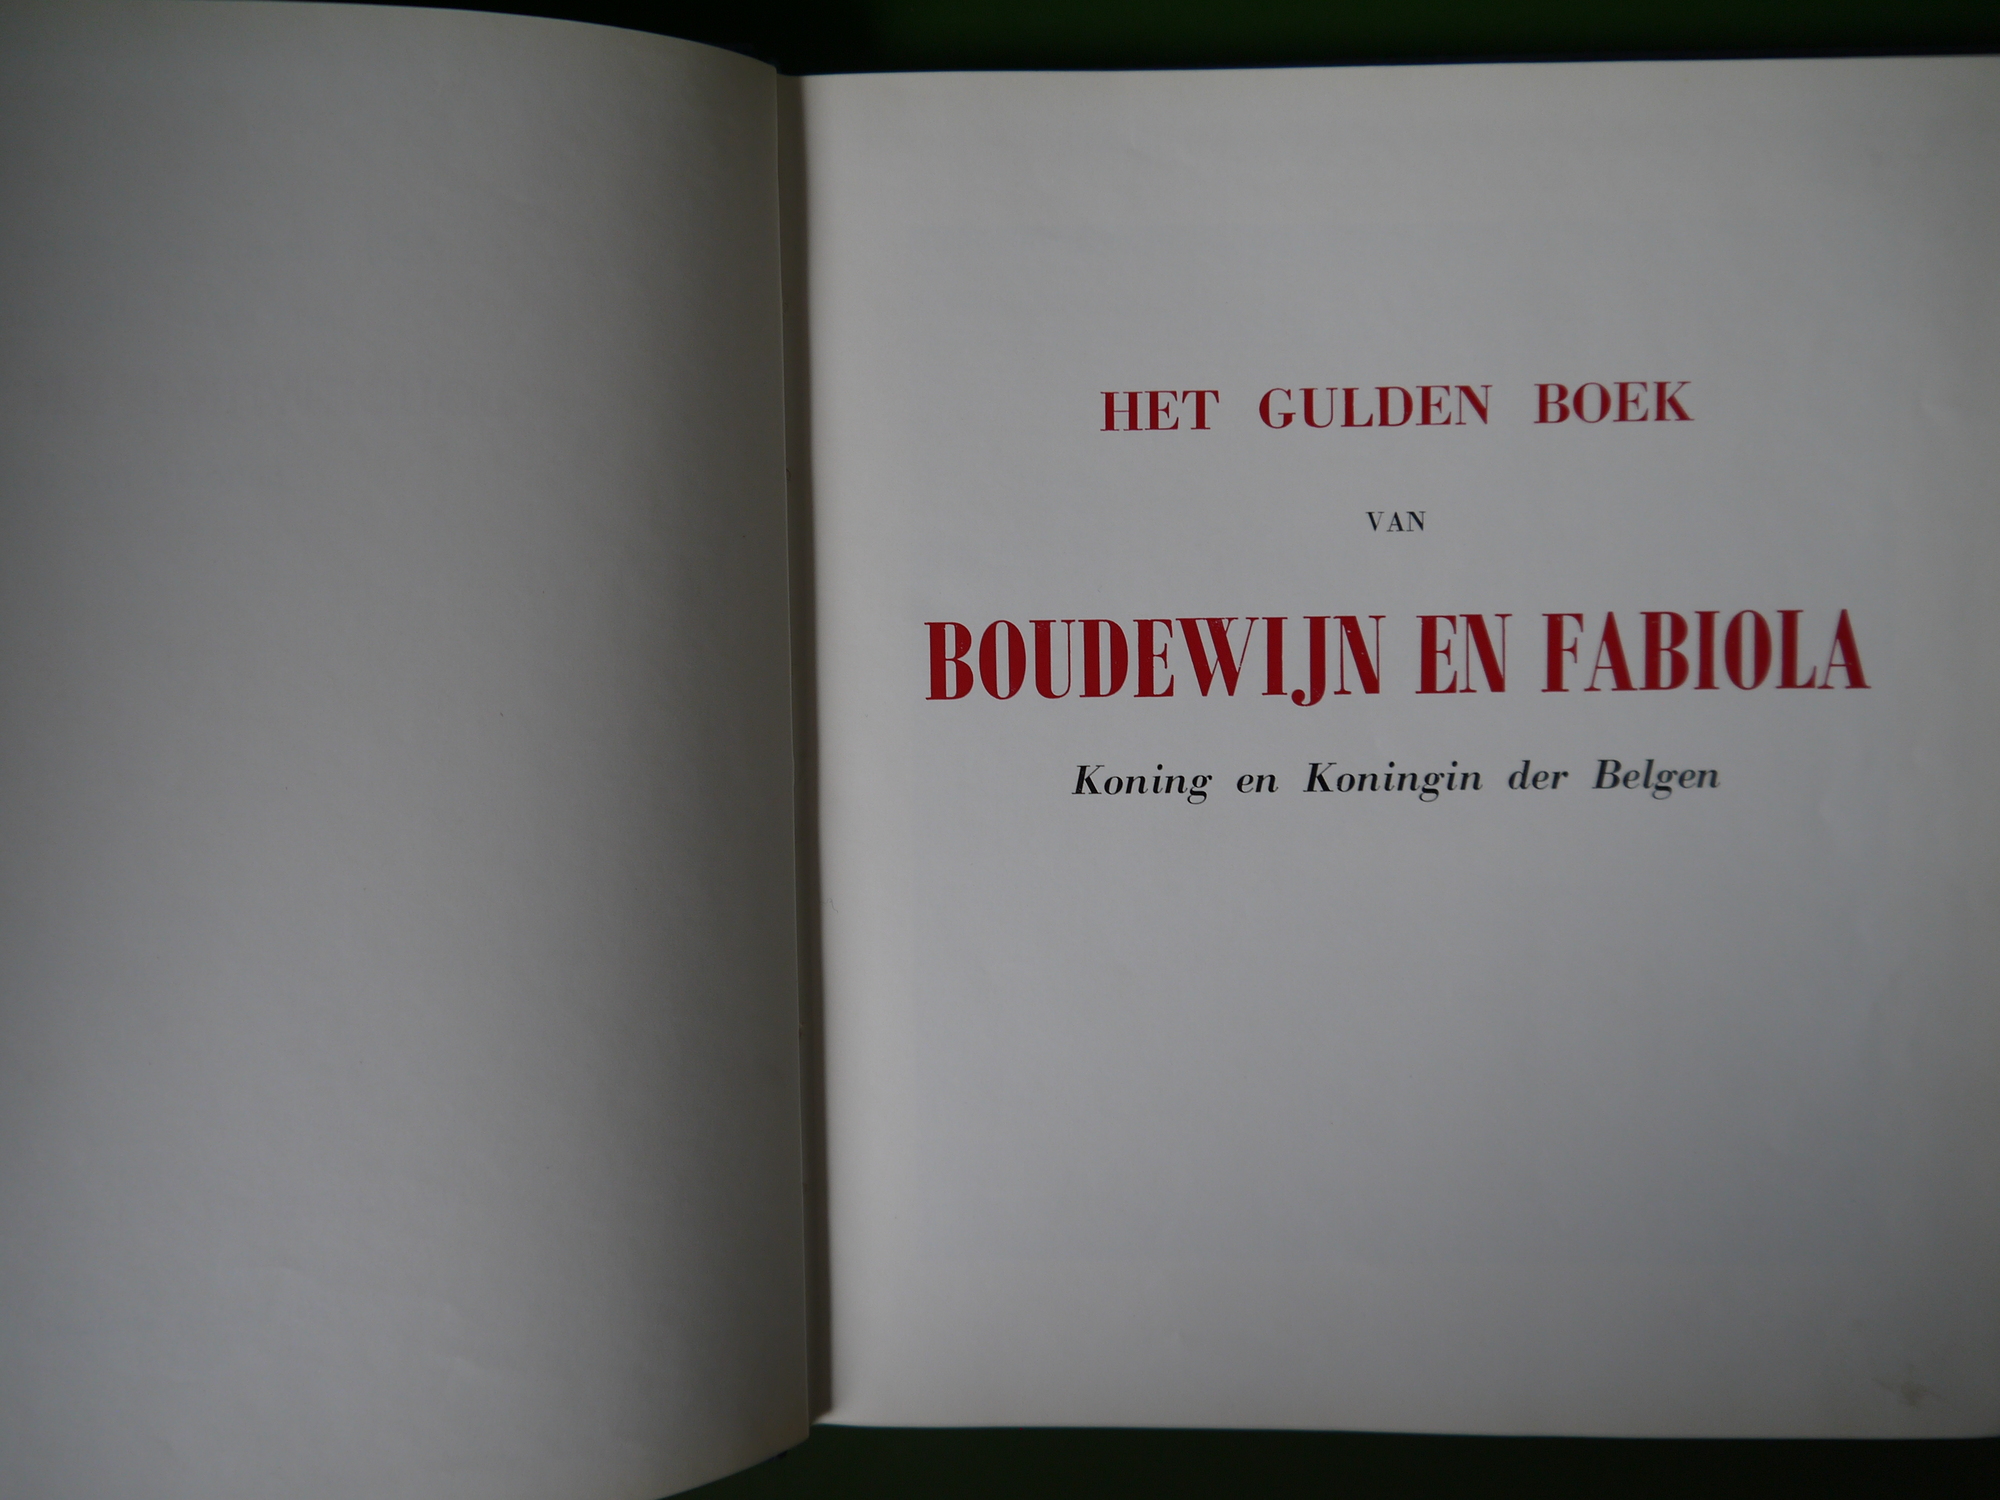 HET GULDEN BOEK
VAN
BOUDEWIJN EN FABIOLA
Koning en Koningin der Belgen